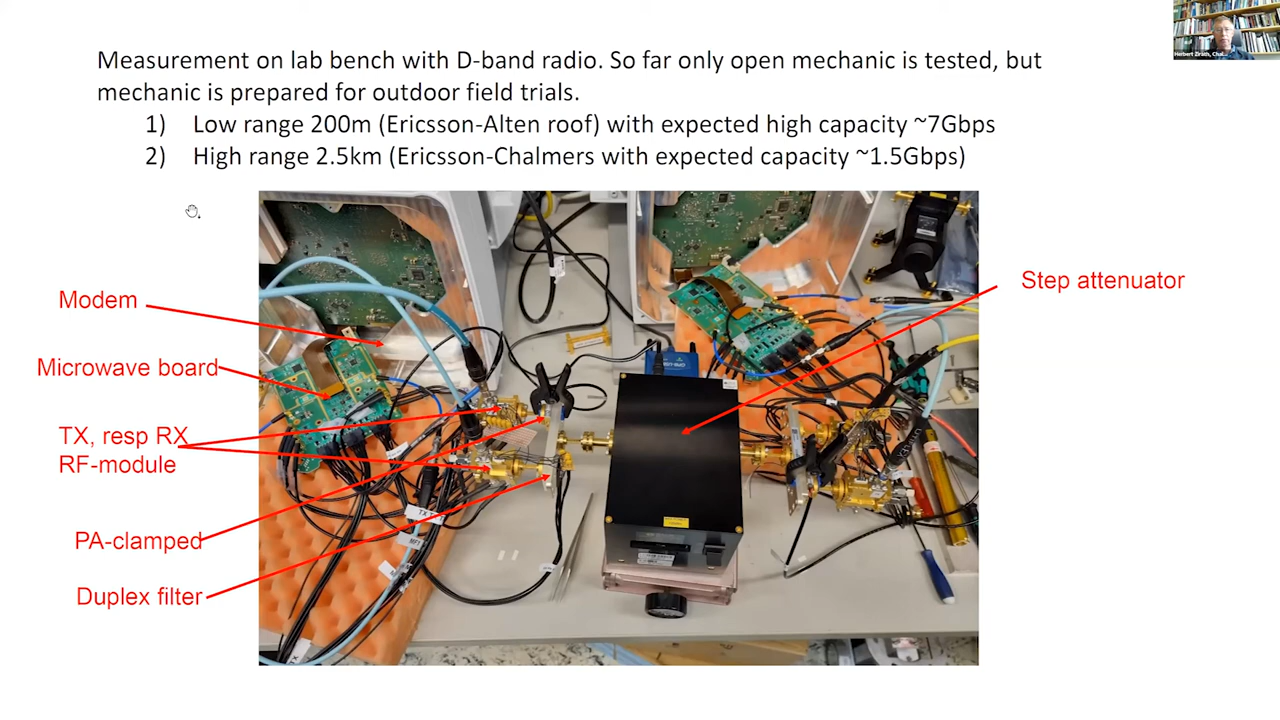 Measurement on lab bench with D-band radio. So far only open mechanic is tested, but
mechanic is prepared for outdoor field trials.
1) Low range 200m (Ericsson-Alten roof) with expected high capacity ~7Gbps
2) High range 2.5km (Ericsson-Chalmers with expected capacity ~1.5Gbps)
Herbert Zirath, Chal...
Step attenuator
Modem
Microwave board
TX, resp RX
RF-module
PA-clamped
Duplex filter